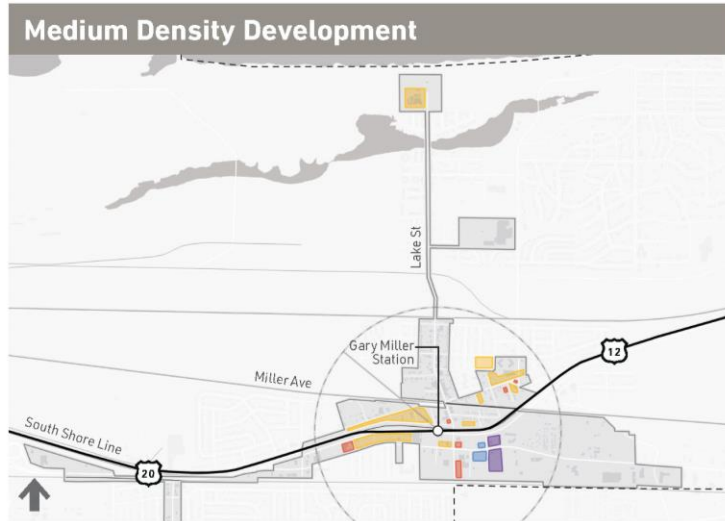 Medium Density Development
Lake St
Gary Miller
Station
12
Miller Ave
South Shore Line
20